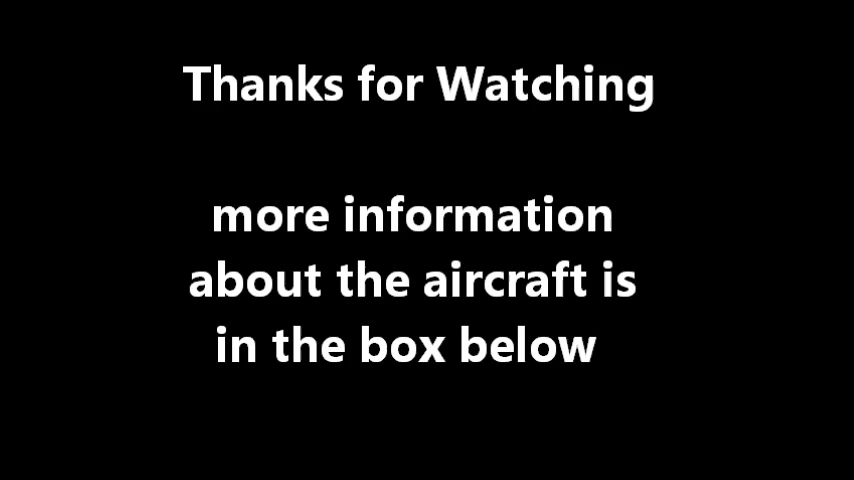 Thanks for Watching
more information
about the aircraft is
in the box below